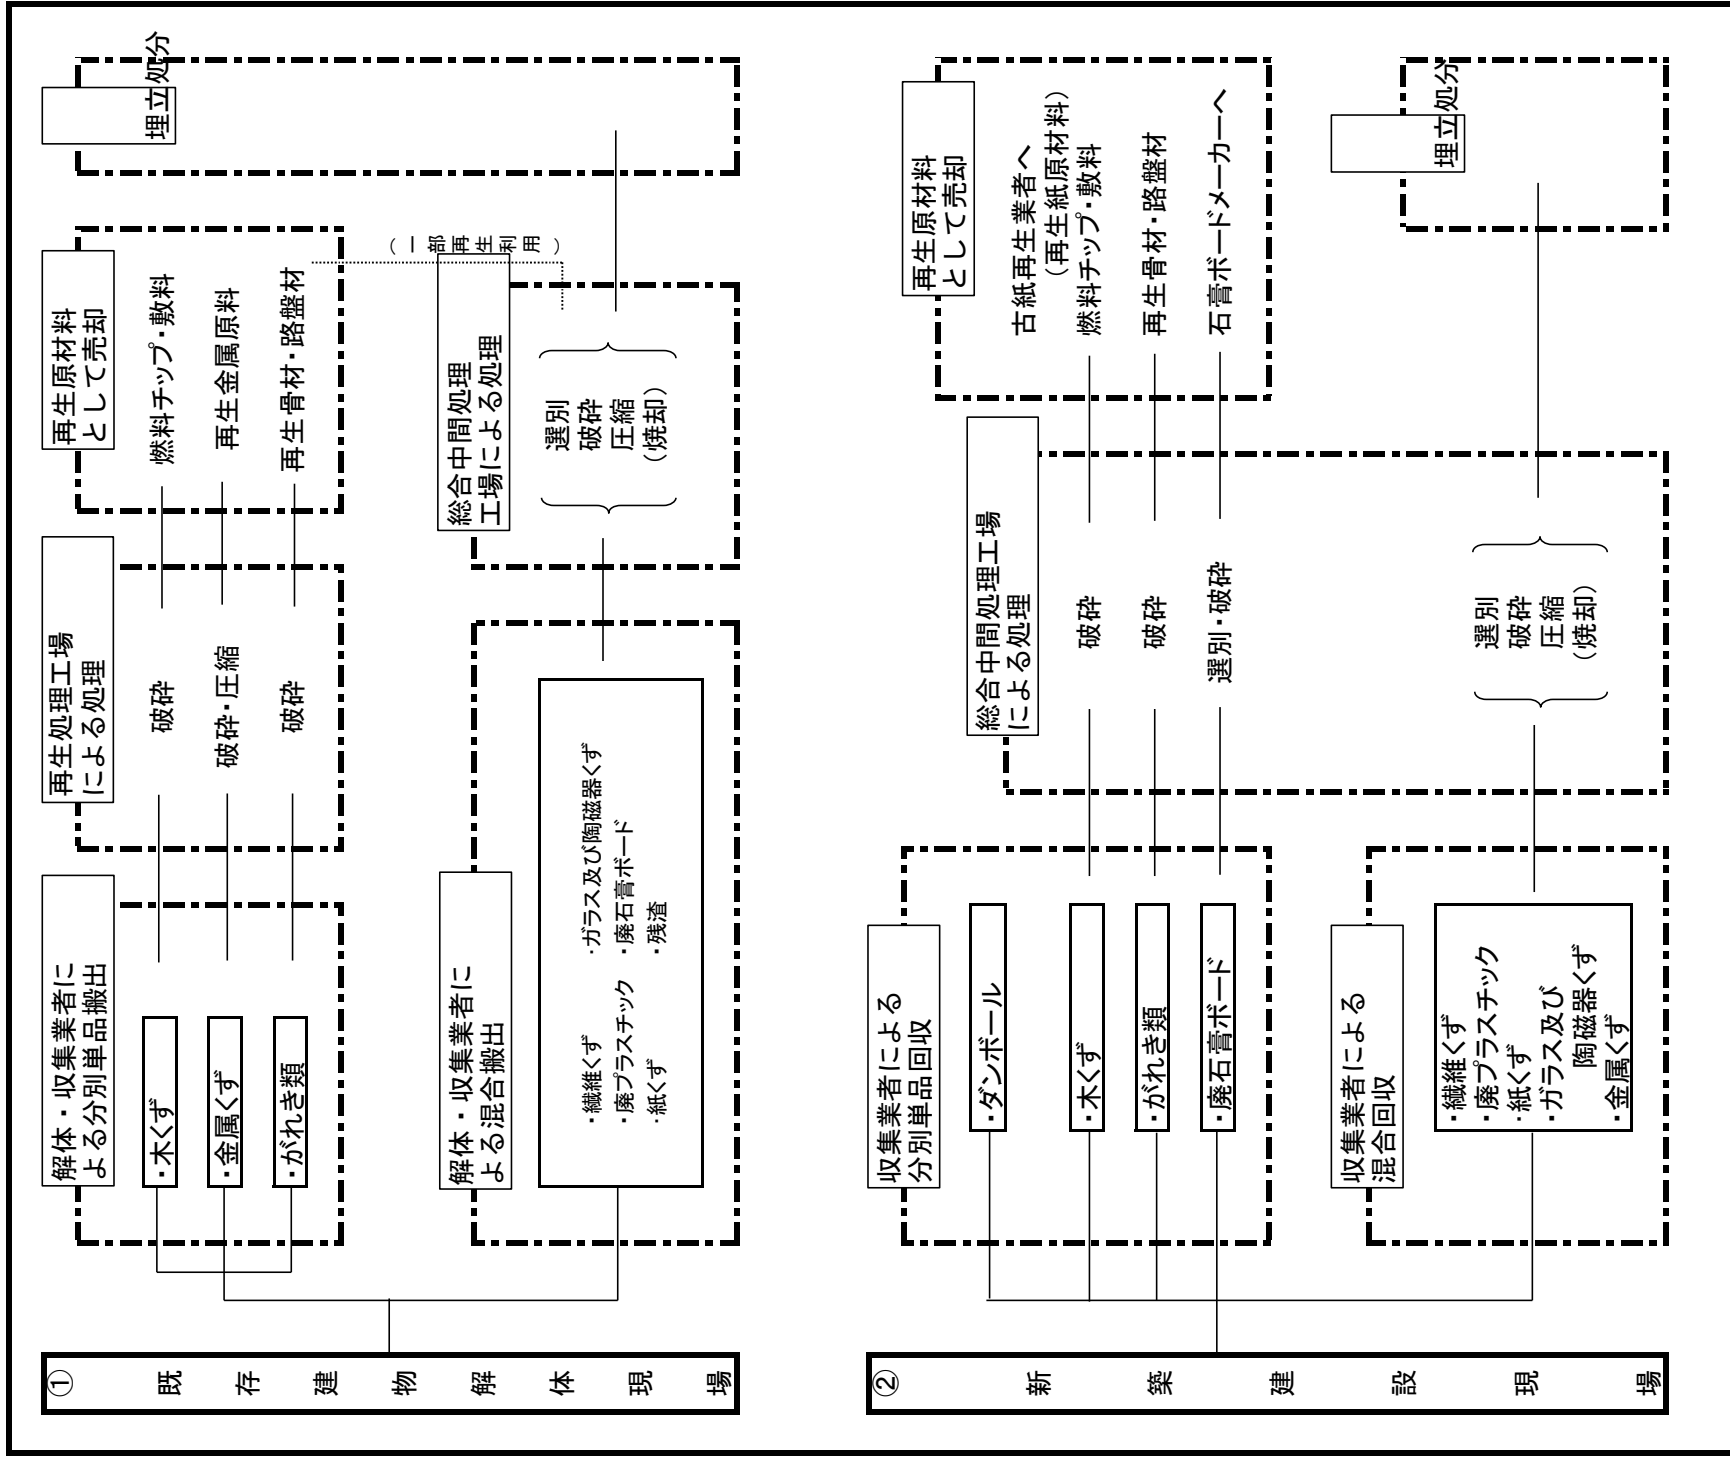 ① 既存建物解体現場
解体・収集業者に
よる分別単品搬出
・木くず
・金属くず
・がれき類
再生処理工場
による処理
破砕
破砕・圧縮
破砕
再生原材料
として売却
燃料チップ・敷料
再生金属原料
再生骨材・路盤材
埋立処分
(一部再生利用)
解体・収集業者に
よる混合搬出
・繊維くず
・廃プラスチック
・紙くず
・ガラス及び陶磁器くず
・廃石膏ボード
・残渣
総合中間処理
工場による処理
選別
破砕
圧縮
(焼却)
② 新築建設現場
収集業者による
分別単品回収
・ダンボール
・木くず
・がれき類
・廃石膏ボード
総合中間処理工場
による処理
破砕
破砕
選別・破砕
再生原材料
として売却
古紙再生業者へ
(再生紙原材料)
燃料チップ・敷料
再生骨材・路盤材
石膏ボードメーカーへ
収集業者による
混合回収
・繊維くず
・廃プラスチック
・紙くず
・ガラス及び
陶磁器くず
・金属くず
選別
破砕
圧縮
(焼却)
埋立処分